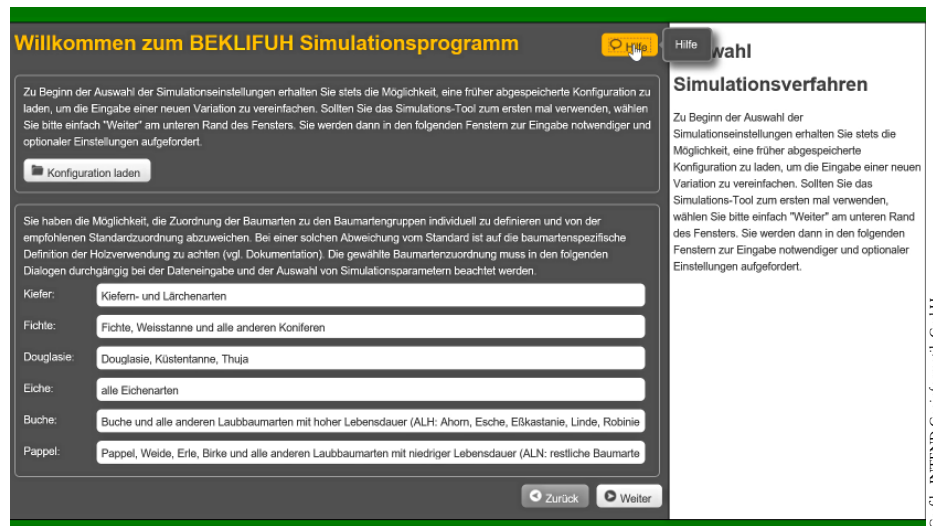 Willkommen zum BEKLIFUH Simulationsprogramm
Hilfe
Hilfe
Zu Beginn der Auswahl der Simulationseinstellungen erhalten Sie stets die Möglichkeit, eine früher abgespeicherte Konfiguration zu
laden, um die Eingabe einer neuen Variation zu vereinfachen. Sollten Sie das Simulations-Tool zum ersten mal verwenden, wählen
Sie bitte einfach "Weiter" am unteren Rand des Fensters. Sie werden dann in den folgenden Fenstern zur Eingabe notwendiger und
optionaler Einstellungen aufgefordert.
Konfiguration laden
Sie haben die Möglichkeit, die Zuordnung der Baumarten zu den Baumartengruppen individuell zu definieren und von der
empfohlenen Standardzuordnung abzuweichen. Bei einer solchen Abweichung vom Standard ist auf die baumartenspezifische
Definition der Holzverwendung zu achten (vgl. Dokumentation). Die gewählte Baumartenzuordnung muss in den folgenden
Dialogen durchgängig bei der Dateneingabe und der Auswahl von Simulationsparametern beachtet werden.
Kiefer: Kiefern- und Lärchenarten
Fichte: Fichte, Weisstanne und alle anderen Koniferen
Douglasie: Douglasie, Küstentanne, Thuja
Eiche: alle Eichenarten
Buche: Buche und alle anderen Laubbaumarten mit hoher Lebensdauer (ALH: Ahorn, Esche, Eßkastanie, Linde, Robinie
Pappel: Pappel, Weide, Erle, Birke und alle anderen Laubbaumarten mit niedriger Lebensdauer (ALN: restliche Baumarte
Zurück Weiter
wahl
Simulationsverfahren
Zu Beginn der Auswahl der
Simulationseinstellungen erhalten Sie stets die
Möglichkeit, eine früher abgespeicherte
Konfiguration zu laden, um die Eingabe einer neuen
Variation zu vereinfachen. Sollten Sie das
Simulations-Tool zum ersten mal verwenden,
wählen Sie bitte einfach "Weiter" am unteren Rand
des Fensters. Sie werden dann in den folgenden
Fenstern zur Eingabe notwendiger und optionaler
Einstellungen aufgefordert.